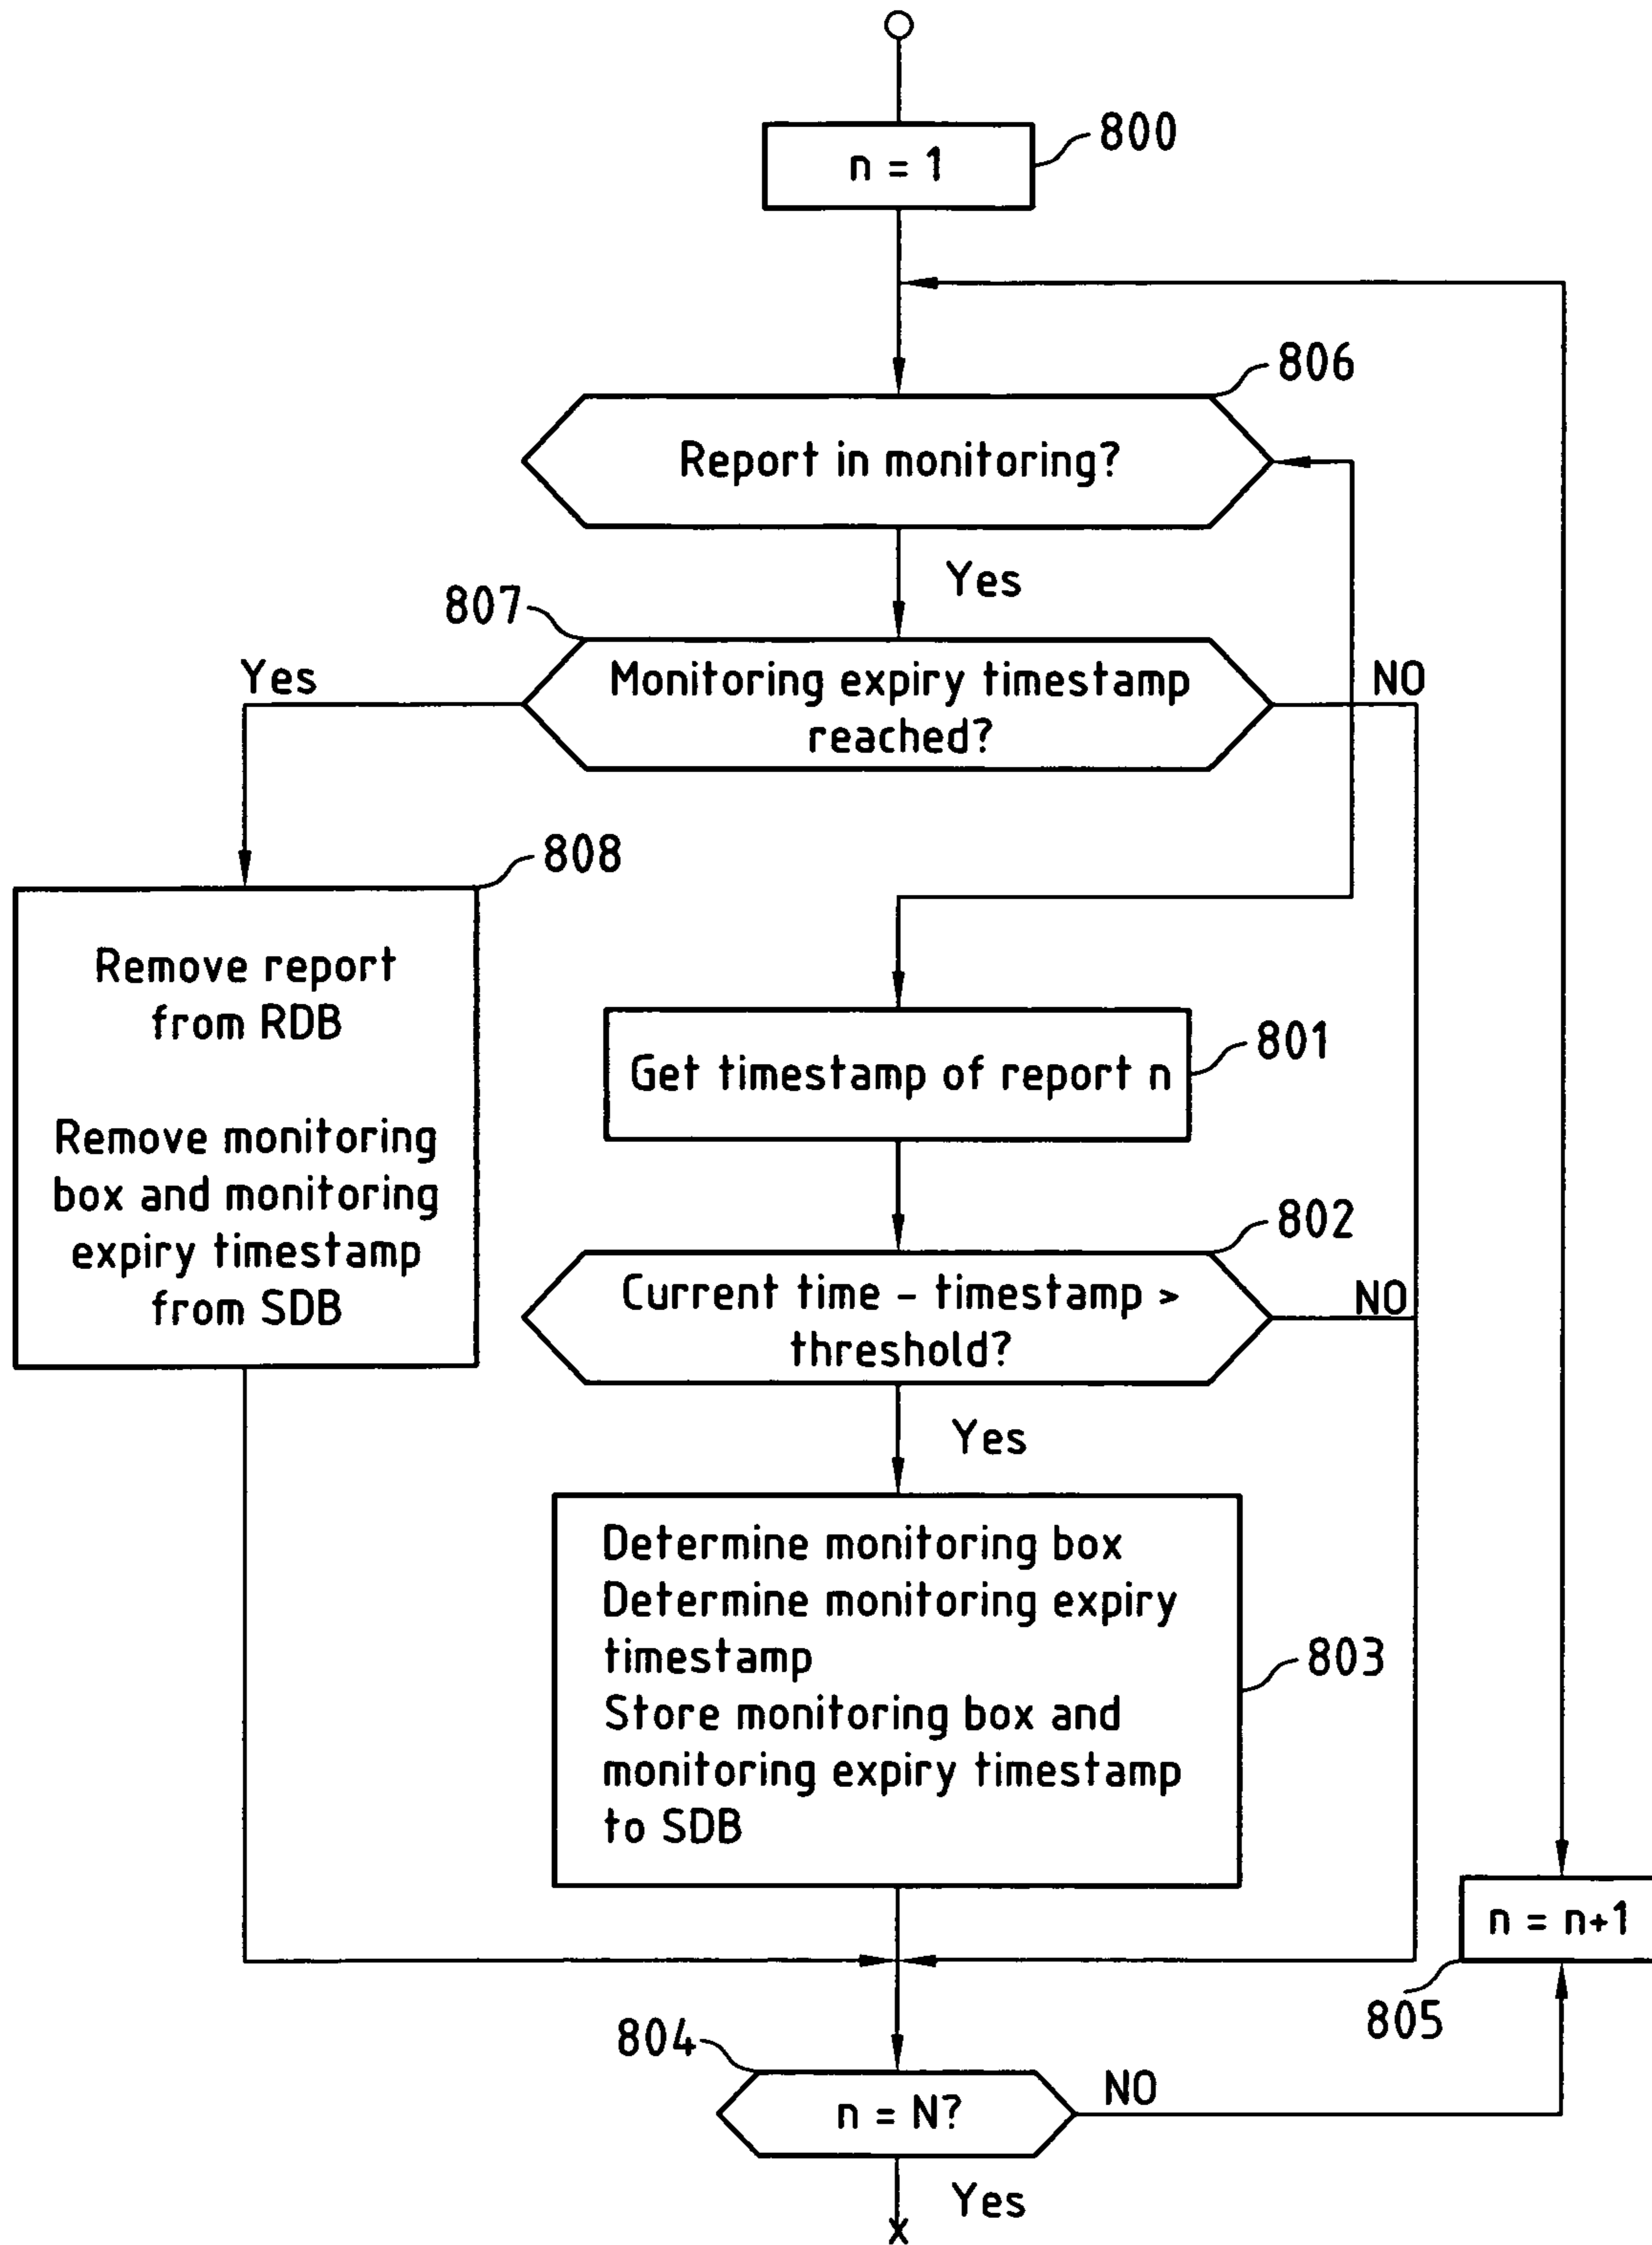 800
n = 1
806
Report in monitoring?
Yes
807
Yes
Monitoring expiry timestamp
reached?
NO
808
Remove report
from RDB
Remove monitoring
box and monitoring
expiry timestamp
from SDB
801
Get timestamp of report n
802
Current time - timestamp >
threshold?
NO
Yes
Determine monitoring box
Determine monitoring expiry
timestamp
Store monitoring box and
monitoring expiry timestamp
to SDB
803
n = n+1
805
804
n = N?
NO
Yes
x